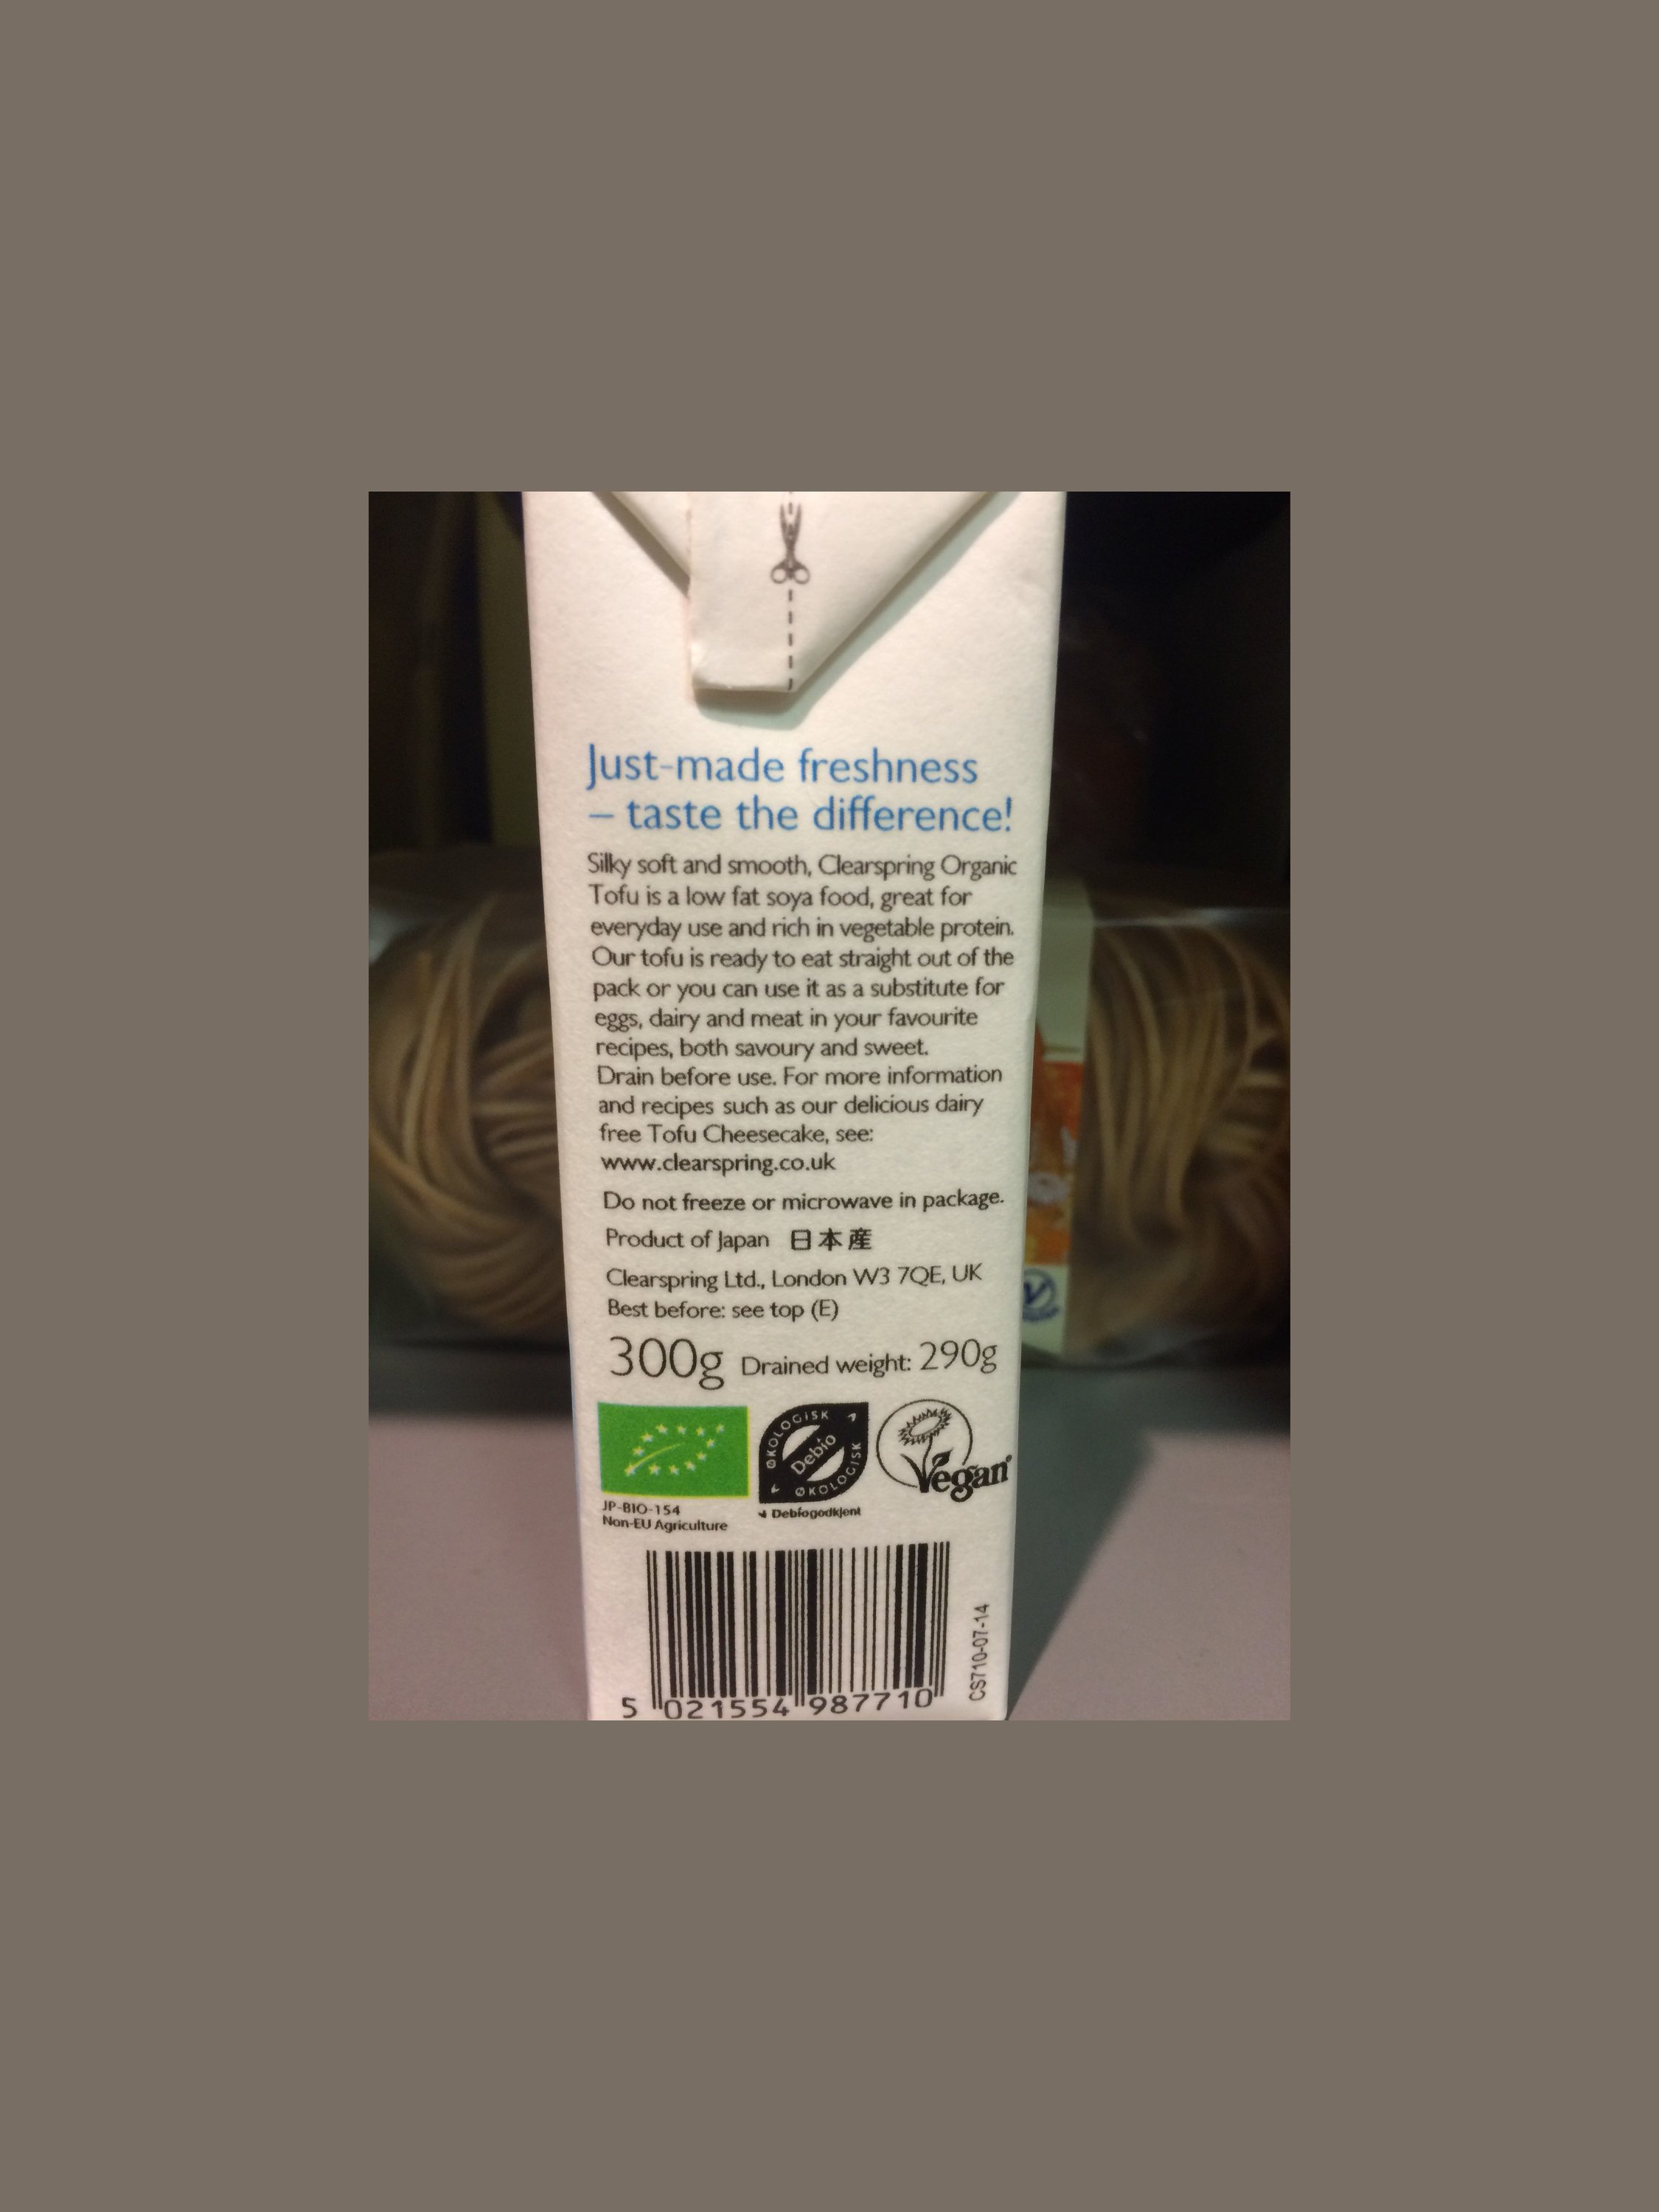 Just-made freshness
– taste the difference!
Silky soft and smooth, Clearspring Organic
Tofu is a low fat soya food, great for
everyday use and rich in vegetable protein.
Our tofu is ready to eat straight out of the
pack or you can use it as a substitute for
eggs, dairy and meat in your favourite
recipes, both savoury and sweet.
Drain before use. For more information
and recipes such as our delicious dairy
free Tofu Cheesecake, see:
www.clearspring.co.uk
Do not freeze or microwave in package.
Product of Japan 日本産
Clearspring Ltd., London W3 7QE, UK
Best before: see top (E)
300g Drained weight: 290g
ØKOLOGISK
Debio
ØKOLOGISK
Vegan
JP-BIO-154
Non-EU Agriculture
Debiogodkjent
CS710-07-14
5 021554 987710